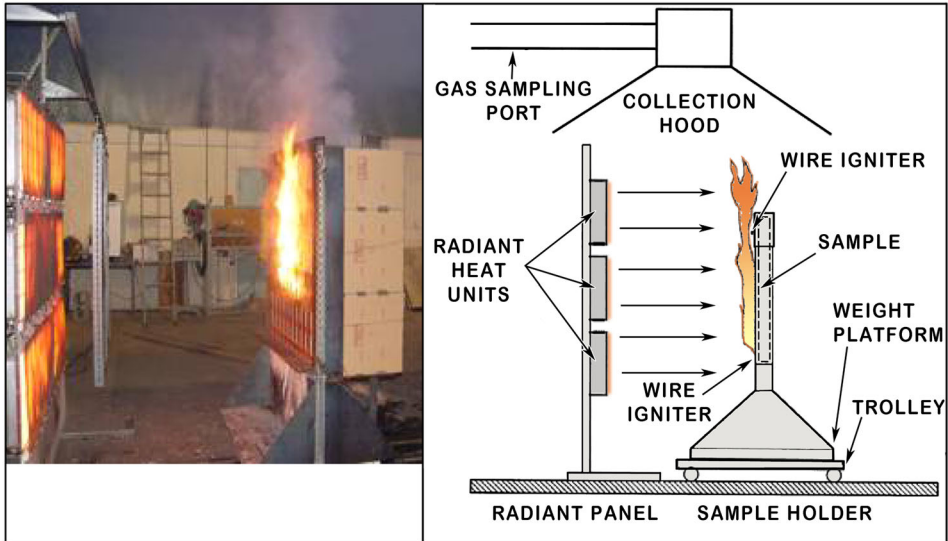 GAS SAMPLING
PORT
COLLECTION
HOOD
WIRE IGNITER
SAMPLE
RADIANT
HEAT
UNITS
WEIGHT
PLATFORM
WIRE
IGNITER
TROLLEY
RADIANT PANEL
SAMPLE HOLDER